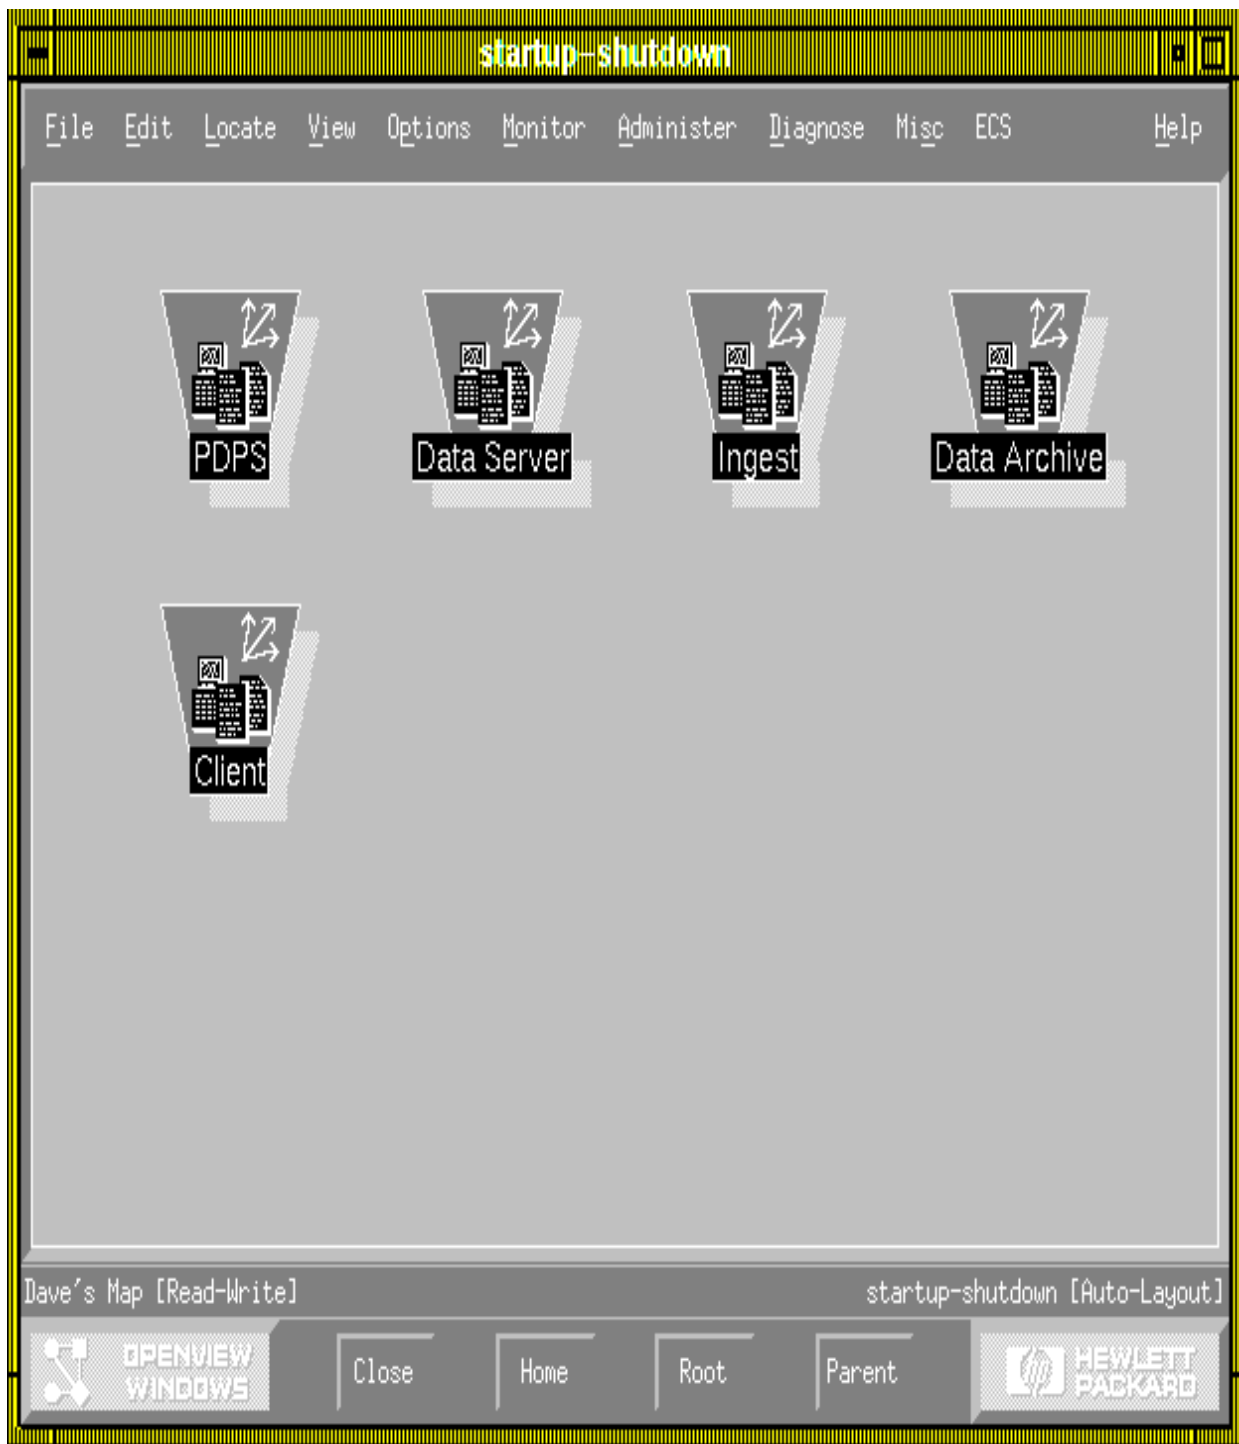 startup-shutdown
File Edit Locate View Options Monitor Administer Diagnose Misc ECS Help
PDPS Data Server Ingest Data Archive
Client
Dave's Map [Read-Write] startup-shutdown [Auto-Layout]
OPENVIEW
WINDOWS
Close Home Root Parent
hp
HEWLETT
PACKARD